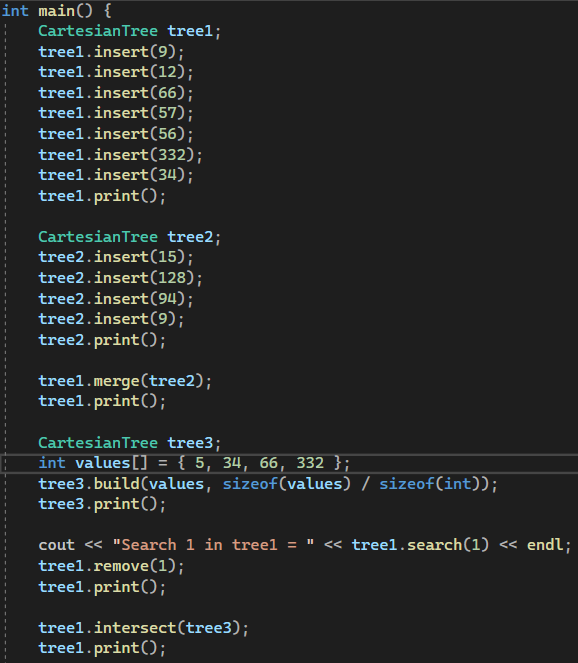 int main() {
CartesianTree tree1;
tree1.insert(9);
tree1.insert(12);
tree1.insert(66);
tree1.insert(57);
tree1.insert(56);
tree1.insert(332);
tree1.insert(34);
tree1.print();
CartesianTree tree2;
tree2.insert(15);
tree2.insert(128);
tree2.insert(94);
tree2.insert(9);
tree2.print();
tree1.merge(tree2);
tree1.print();
CartesianTree tree3;
int values[] = { 5, 34, 66, 332 };
tree3.build(values, sizeof(values) / sizeof(int));
tree3.print();
cout << "Search 1 in tree1 = " << tree1.search(1) << endl;
tree1.remove(1);
tree1.print();
tree1.intersect(tree3);
tree1.print();